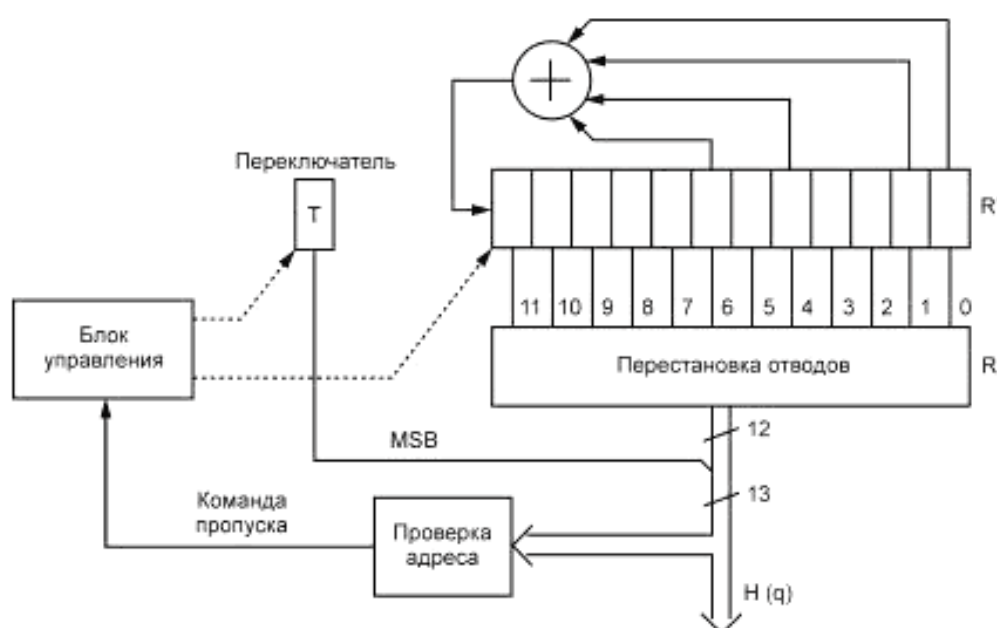 Переключатель
T
R
11 10 9 8 7 6 5 4 3 2 1 0
Блок
управления
Перестановка отводов
R
12
MSB
13
Команда
пропуска
Проверка
адреса
H (q)